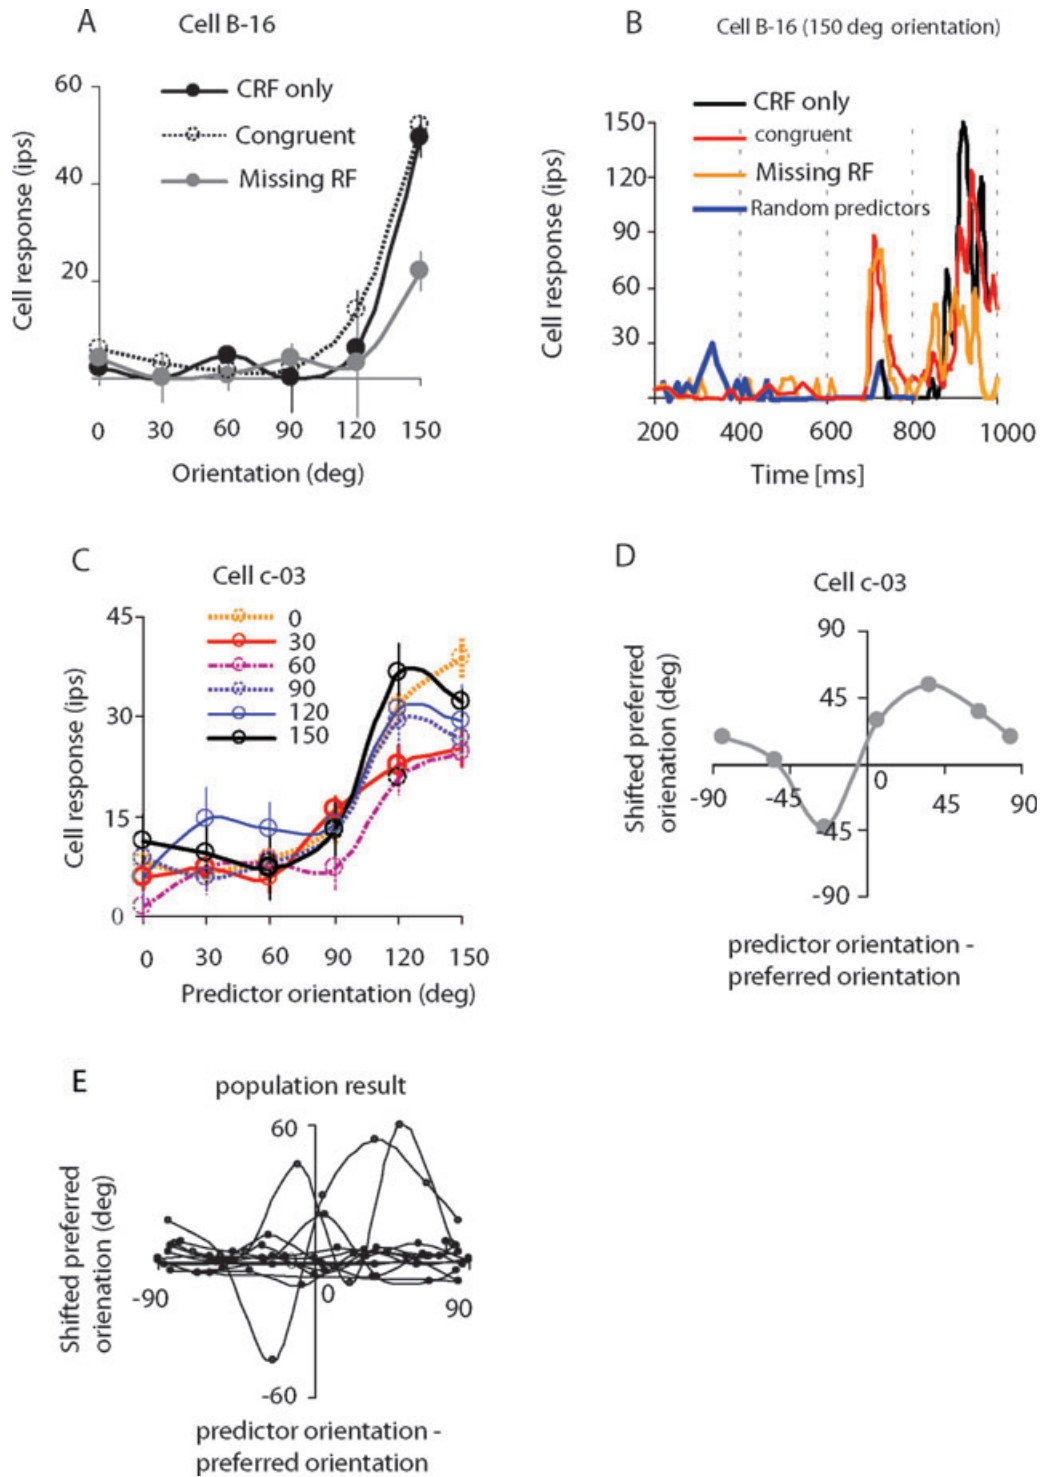 A
Cell B-16
CRF only
Congruent
Missing RF
60
40
20
Cell response (ips)
0 30 60 90 120 150
Orientation (deg)
B
Cell B-16 (150 deg orientation)
CRF only
congruent
Missing RF
Random predictors
150
120
90
60
30
Cell response (ips)
200 400 600 800 1000
Time [ms]
C
Cell c-03
0
30
60
90
120
150
45
30
15
0
Cell response (ips)
0 30 60 90 120 150
Predictor orientation (deg)
D
Cell c-03
90
45
-90 -45 0 45 90
-45
-90
Shifted preferred
orienation (deg)
predictor orientation -
preferred orientation
E
population result
60
0
-90 0 90
-60
Shifted preferred
orienation (deg)
predictor orientation -
preferred orientation